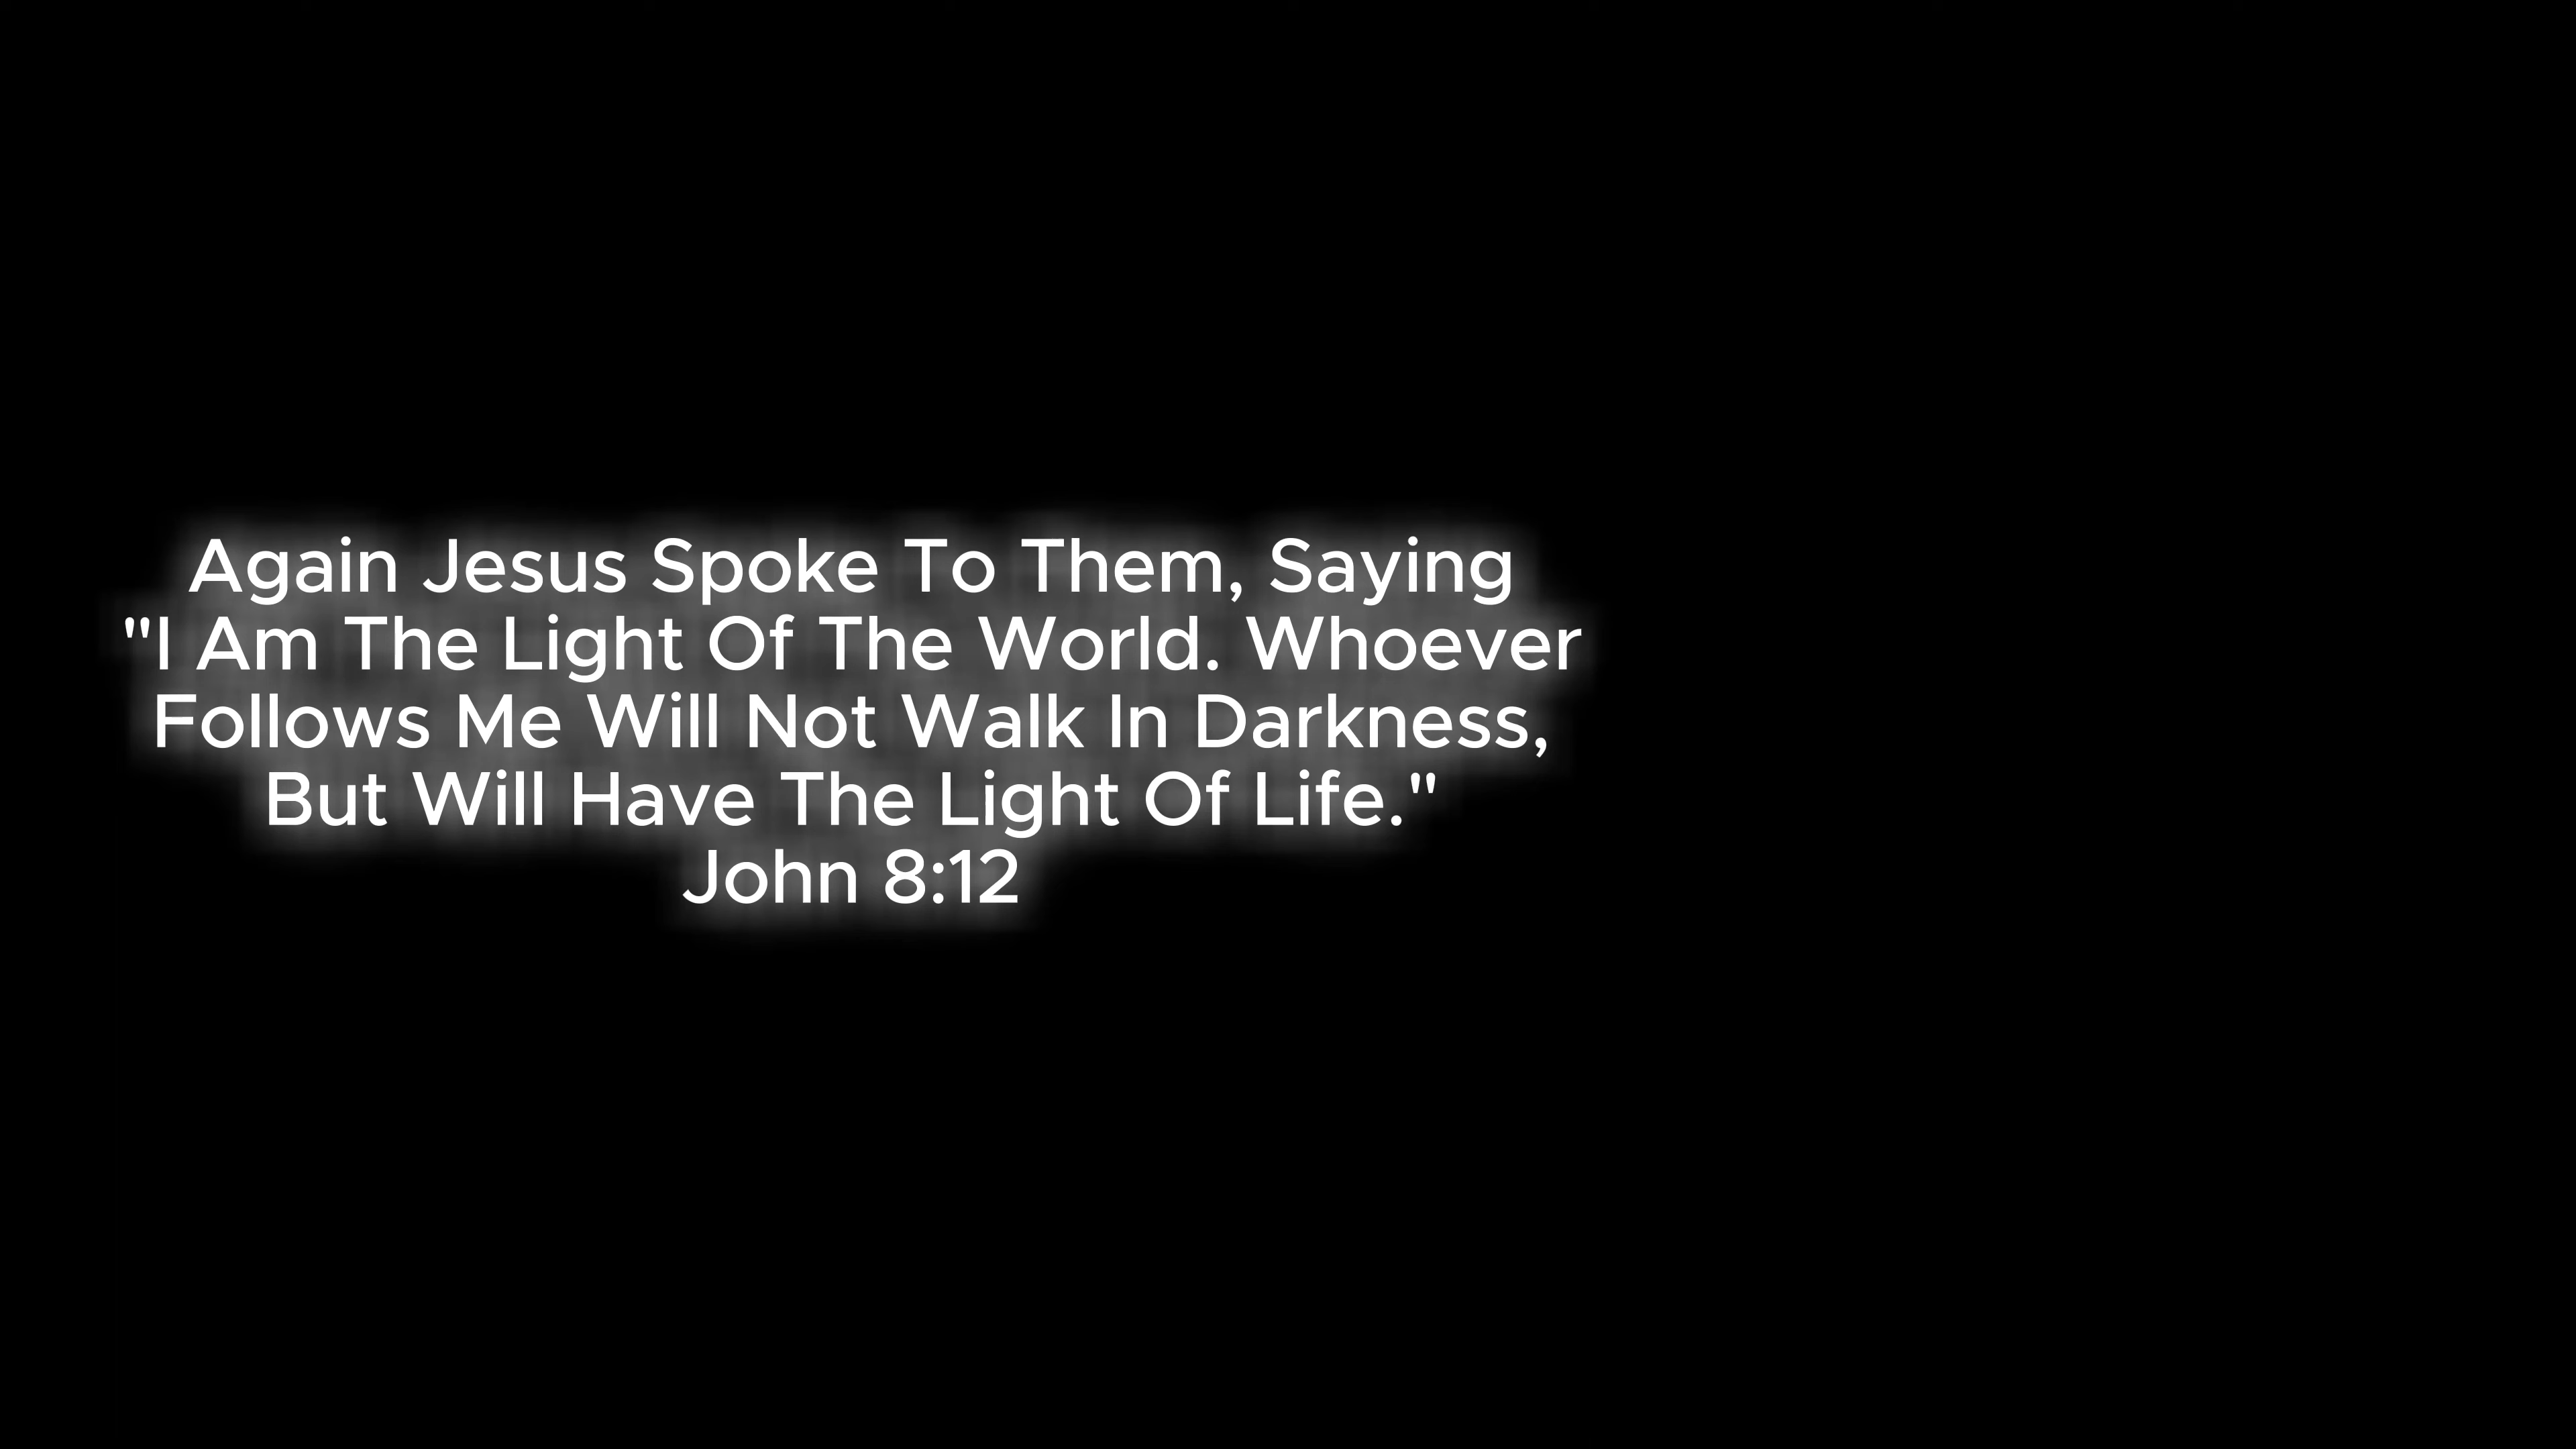 Again Jesus Spoke To Them, Saying
"I Am The Light Of The World. Whoever
Follows Me Will Not Walk In Darkness,
But Will Have The Light Of Life."
John 8:12